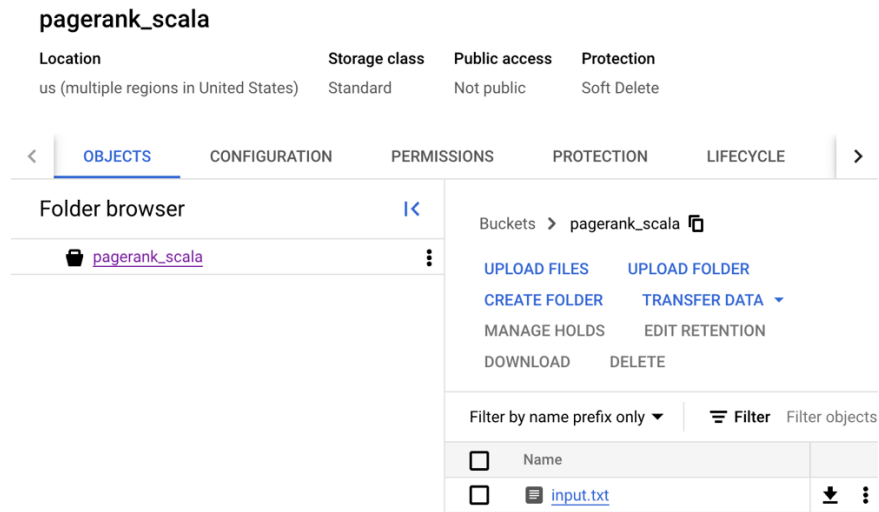 pagerank_scala
Location Storage class Public access Protection
us (multiple regions in United States) Standard Not public Soft Delete
OBJECTS CONFIGURATION PERMISSIONS PROTECTION LIFECYCLE
Folder browser
pagerank_scala
Buckets > pagerank_scala
UPLOAD FILES UPLOAD FOLDER
CREATE FOLDER TRANSFER DATA
MANAGE HOLDS EDIT RETENTION
DOWNLOAD DELETE
Filter by name prefix only Filter Filter objects
Name
input.txt